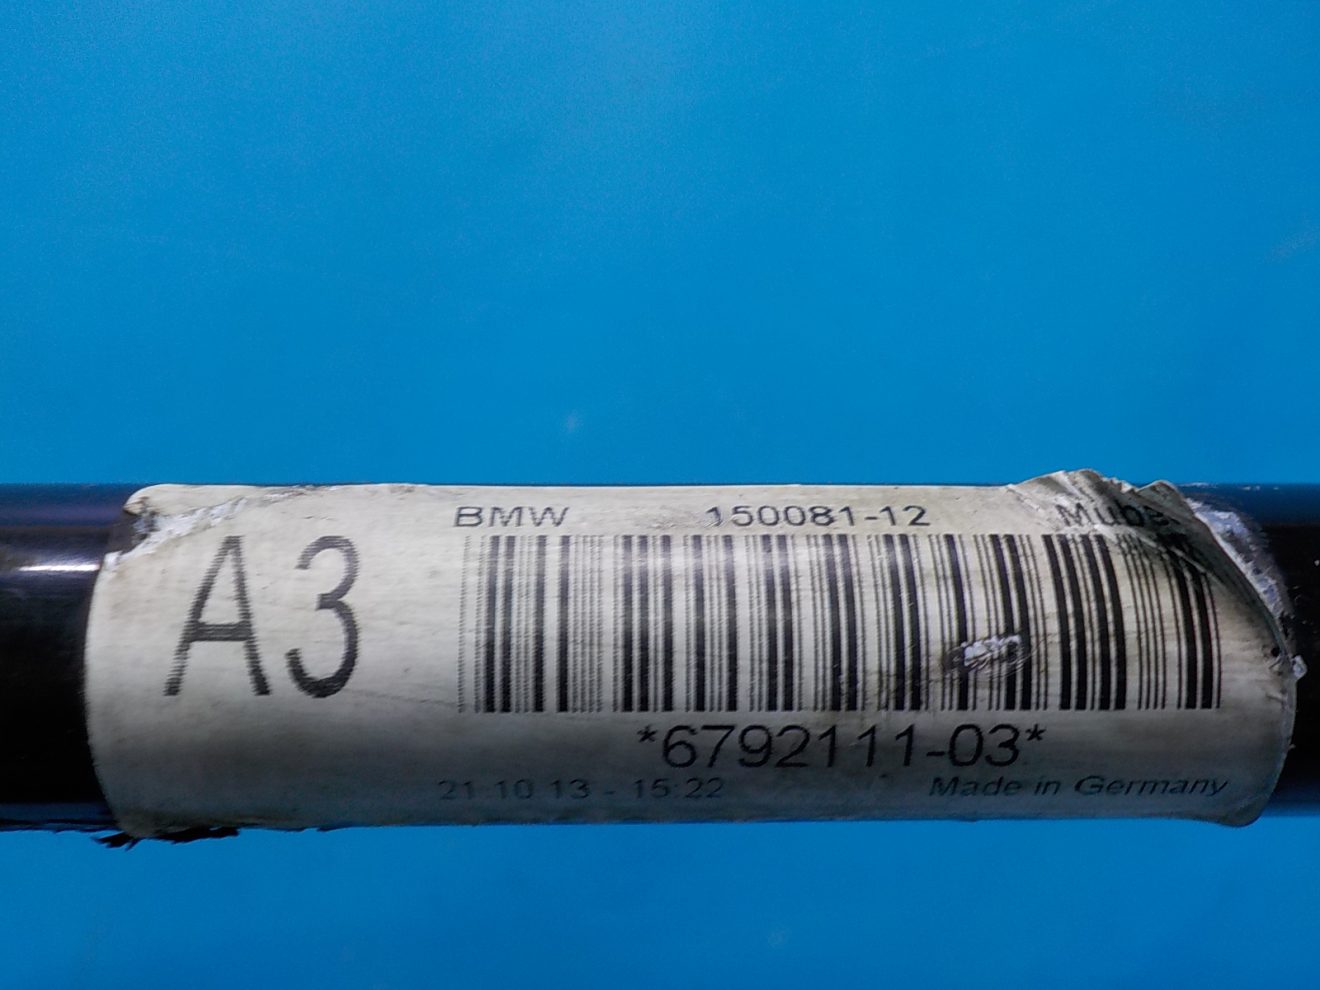 BMW 150081-12
A3
*6792111-03*
21.10.13 - 15:22 Made in Germany